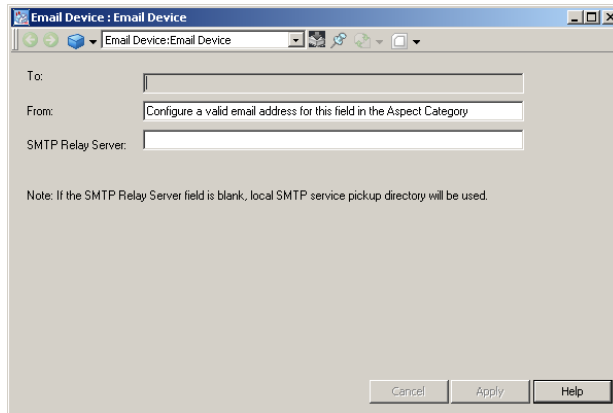 Email Device : Email Device
Email Device:Email Device
To:
From:
Configure a valid email address for this field in the Aspect Category
SMTP Relay Server:
Note: If the SMTP Relay Server field is blank, local SMTP service pickup directory will be used.
Cancel
Apply
Help